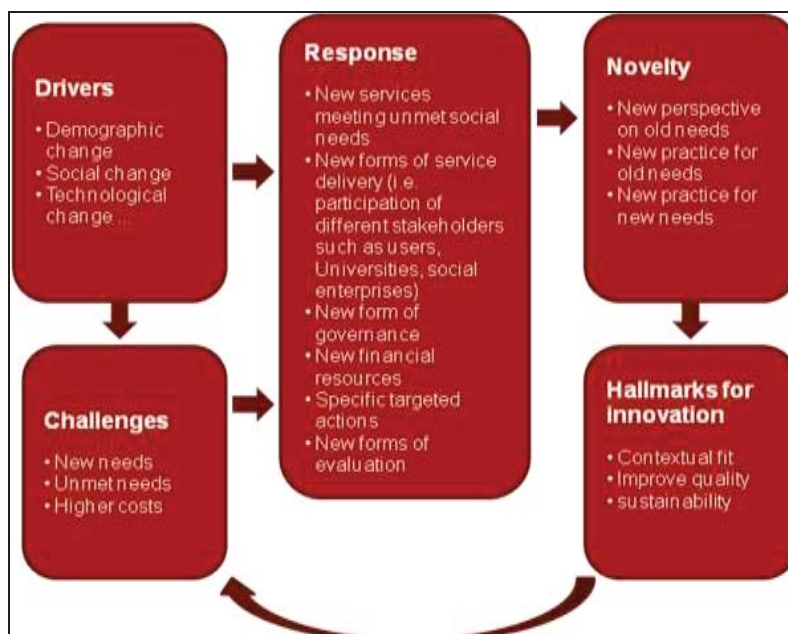 Drivers
• Demographic
change
• Social change
• Technological
change ...
Challenges
• New needs
• Unmet needs
• Higher costs
Response
• New services
meeting unmet social
needs
• New forms of service
delivery (i.e.
participation of
different stakeholders
such as users,
Universities, social
enterprises)
• New form of
governance
• New financial
resources
• Specific targeted
actions
• New forms of
evaluation
Novelty
• New perspective
on old needs
• New practice for
old needs
• New practice for
new needs
Hallmarks for
innovation
• Contextual fit
• Improve quality
• sustainability